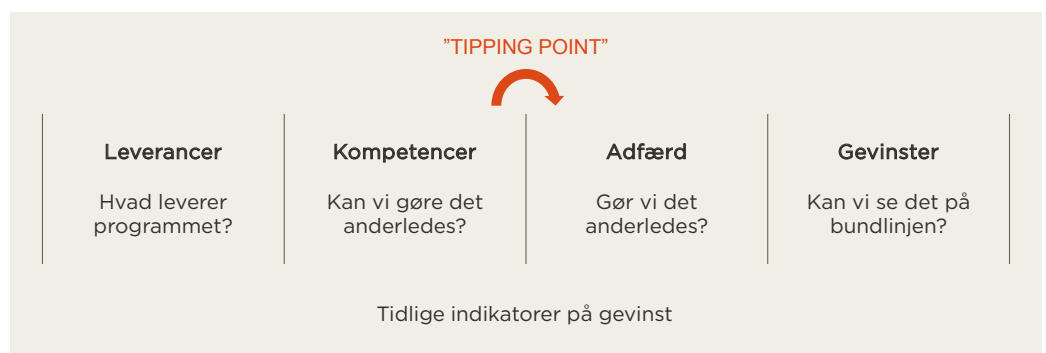 ”TIPPING POINT”
Leverancer
Hvad leverer
programmet?
Kompetencer
Kan vi gøre det
anderledes?
Adfærd
Gør vi det
anderledes?
Gevinster
Kan vi se det på
bundlinjen?
Tidlige indikatorer på gevinst